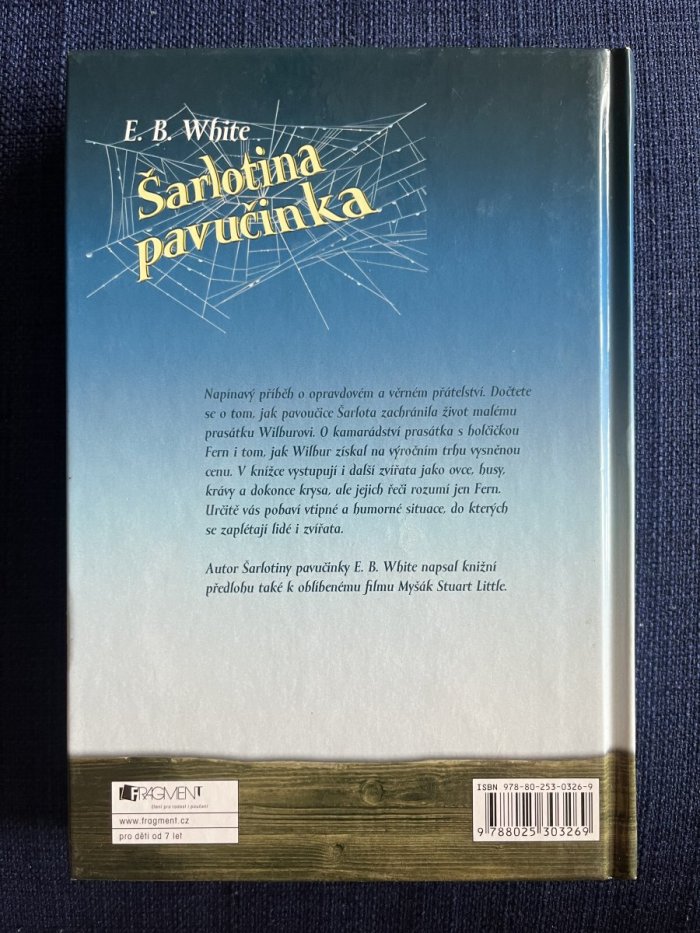 E. B. White
Šarlotina
pavučinka
Napínavý příběh o opravdovém a věrném přátelství. Dočtete
se o tom, jak pavoučice Šarlota zachránila život malému
prasátku Wilburovi. O kamarádství prasátka s holčičkou
Fern i tom, jak Wilbur získal na výročním trhu vysněnou
cenu. V knížce vystupují i další zvířata jako ovce, husy,
krávy a dokonce krysa, ale jejich řeči rozumí jen Fern.
Určitě vás pobaví vtipné a humorné situace, do kterých
se zaplétají lidé i zvířata.
Autor Šarlotiny pavučinky E. B. White napsal knižní
předlohu také k oblíbenému filmu Myšák Stuart Little.
FRAGMENT
čtení pro radost i poučení
www.fragment.cz
pro děti od 7 let
ISBN 978-80-253-0326-9
9 788025 303269